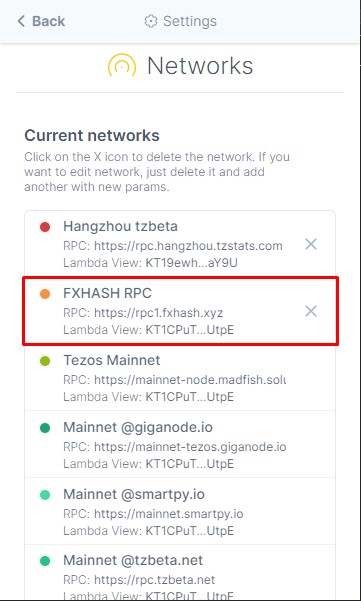 Back
Settings
Networks
Current networks
Click on the X icon to delete the network. If you
want to edit network, just delete it and add
another with new params.
Hangzhou tzbeta
RPC: https://rpc.hangzhou.tzstats.com
Lambda View: KT19ewh...aY9U
FXHASH RPC
RPC: https://rpc1.fxhash.xyz
Lambda View: KT1CPuT...UtpE
Tezos Mainnet
RPC: https://mainnet-node.madfish.solu
Lambda View: KT1CPuT...UtpE
Mainnet @giganode.io
RPC: https://mainnet-tezos.giganode.io
Lambda View: KT1CPuT...UtpE
Mainnet @smartpy.io
RPC: https://mainnet.smartpy.io
Lambda View: KT1CPuT...UtpE
Mainnet @tzbeta.net
RPC: https://rpc.tzbeta.net
Lambda View: KT1CPuT...UtpE